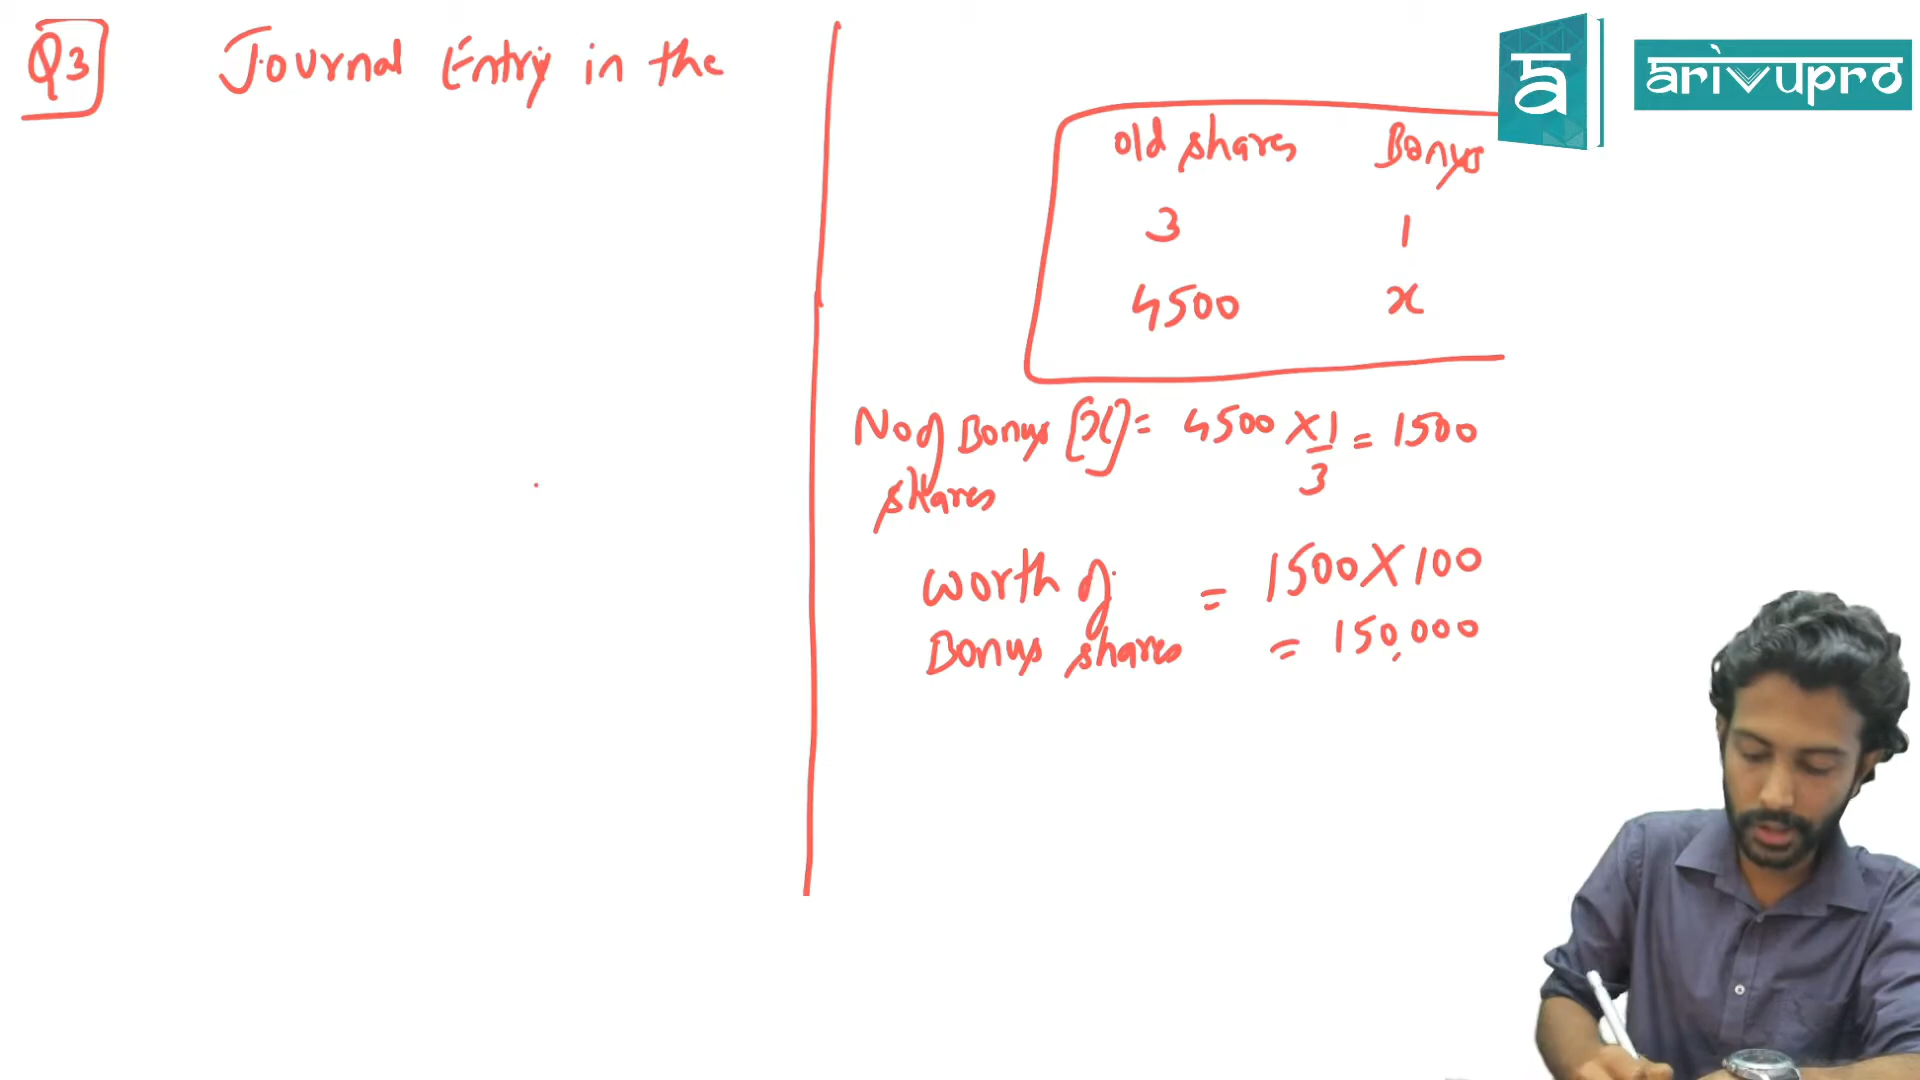 Q3
Journal Entry in the
old shares Bonus
3 1
4500 x
No of Bonus [x] = 4500 × 1/3 = 1500
shares
worth of = 1500 × 100
Bonus shares = 150,000
a
arivupro